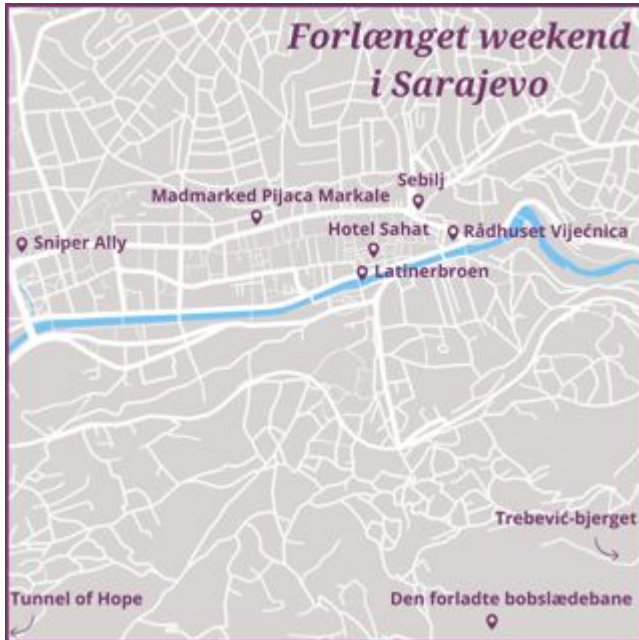 Forlænget weekend
i Sarajevo
Sebilj
Madmarked Pijaca Markale
Hotel Sahat
Rådhuset Vijećnica
Sniper Ally
Latinerbroen
Trebević-bjerget
Tunnel of Hope
Den forladte bobslædebane